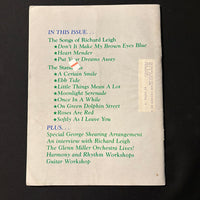 IN THIS ISSUE . . .
The Songs of Richard Leigh
★Don't It Make My Brown Eyes Blue
★Heart Mender
★Put Your Dreams Away
The Standards
★A Certain Smile
★Ebb Tide
★Little Things Mean A Lot
★Moonlight Serenade
★Once In A While
★On Green Dolphin Street
★Roses Are Red
★Softly As I Leave You
PLUS . . .
Special George Shearing Arrangement
An interview with Richard Leigh
The Glenn Miller Orchestra Lives!
Harmony and Rhythm Workshops
Guitar Workshop